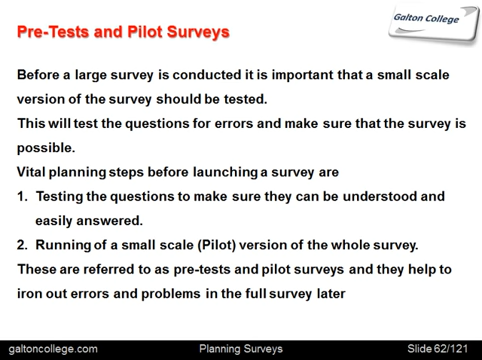 Pre-Tests and Pilot Surveys
Galton College
Before a large survey is conducted it is important that a small scale
version of the survey should be tested.
This will test the questions for errors and make sure that the survey is
possible.
Vital planning steps before launching a survey are
1. Testing the questions to make sure they can be understood and
easily answered.
2. Running of a small scale (Pilot) version of the whole survey.
These are referred to as pre-tests and pilot surveys and they help to
iron out errors and problems in the full survey later
galtoncollege.com Planning Surveys Slide 62/121